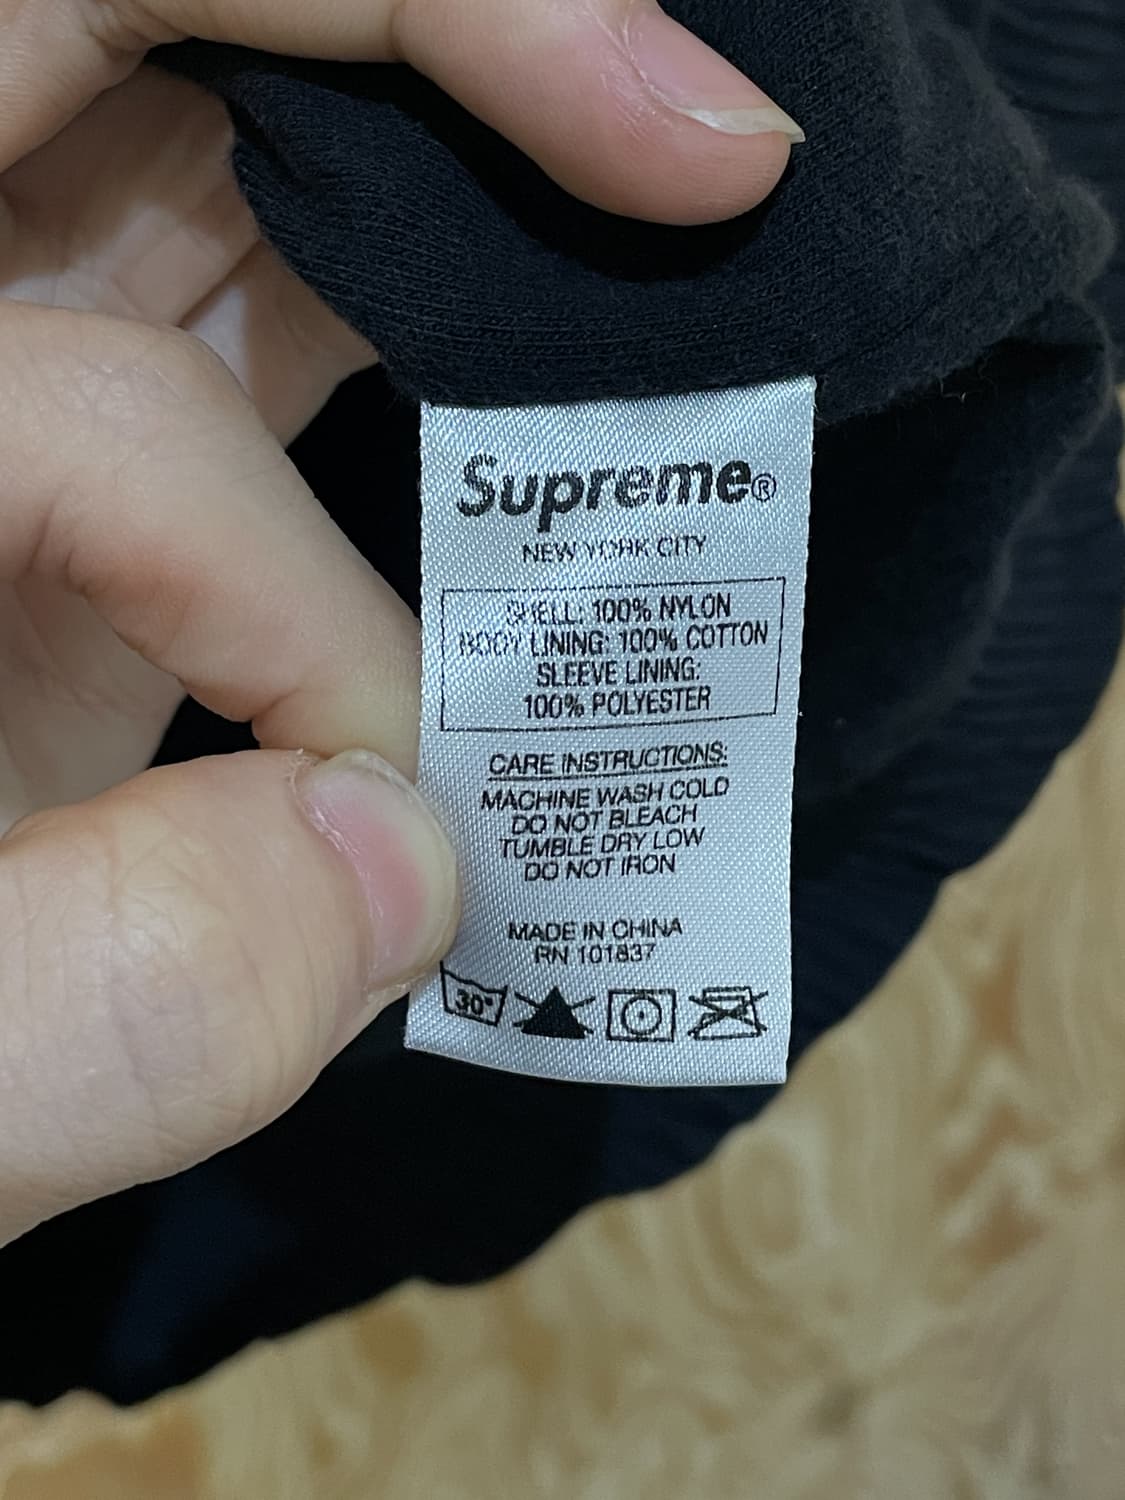 Supreme®
NEW YORK CITY
SHELL: 100% NYLON
BODY LINING: 100% COTTON
SLEEVE LINING:
100% POLYESTER
CARE INSTRUCTIONS:
MACHINE WASH COLD
DO NOT BLEACH
TUMBLE DRY LOW
DO NOT IRON
MADE IN CHINA
RN 101837
30°